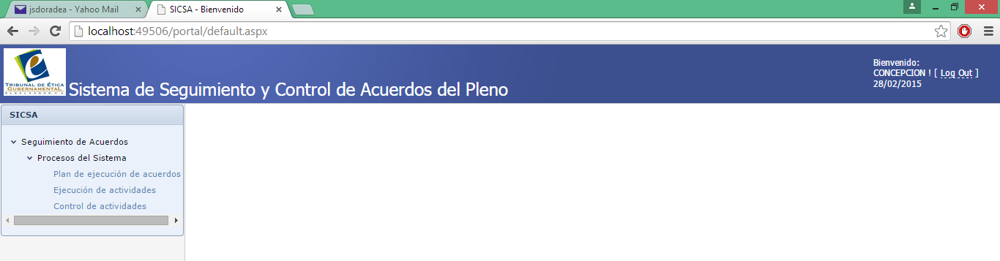 jsdoradea - Yahoo Mail
SICSA - Bienvenido
localhost:49506/portal/default.aspx
TRIBUNAL DE ÉTICA
GUBERNAMENTAL
EL SALVADOR, C.A.
Sistema de Seguimiento y Control de Acuerdos del Pleno
Bienvenido:
CONCEPCION ! [ Log Out ]
28/02/2015
SICSA
Seguimiento de Acuerdos
Procesos del Sistema
Plan de ejecución de acuerdos
Ejecución de actividades
Control de actividades